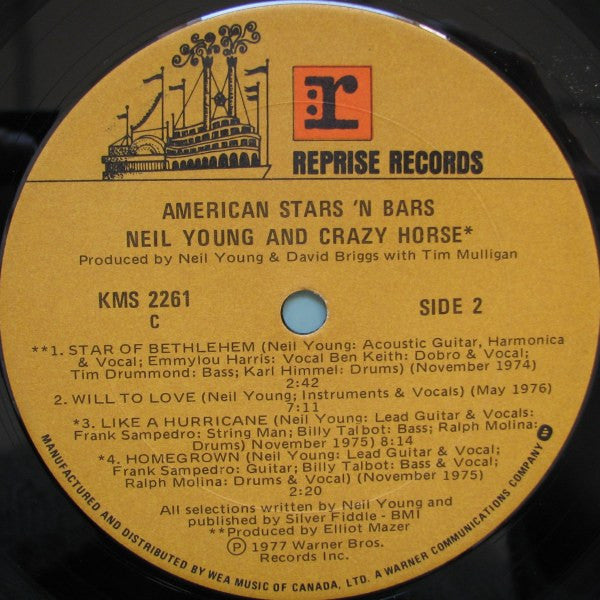 r
REPRISE RECORDS
AMERICAN STARS 'N BARS
NEIL YOUNG AND CRAZY HORSE*
Produced by Neil Young & David Briggs with Tim Mulligan
KMS 2261
C
SIDE 2
**1. STAR OF BETHLEHEM (Neil Young: Acoustic Guitar, Harmonica
& Vocal; Emmylou Harris: Vocal Ben Keith: Dobro & Vocal;
Tim Drummond: Bass; Karl Himmel: Drums) (November 1974)
2:42
2. WILL TO LOVE (Neil Young; Instruments & Vocals) (May 1976)
7:11
*3. LIKE A HURRICANE (Neil Young: Lead Guitar & Vocals:
Frank Sampedro: String Man; Billy Talbot: Bass; Ralph Molina:
Drums) November 1975) 8:14
*4. HOMEGROWN (Neil Young: Lead Guitar & Vocal;
Frank Sampedro: Guitar; Billy Talbot: Bass & Vocal;
Ralph Molina: Drums & Vocal) (November 1975)
2:20
All selections written by Neil Young and
published by Silver Fiddle - BMI
**Produced by Elliot Mazer
Ⓟ 1977 Warner Bros.
Records Inc.
MANUFACTURED AND DISTRIBUTED BY WEA MUSIC OF CANADA, LTD. A WARNER COMMUNICATIONS COMPANY